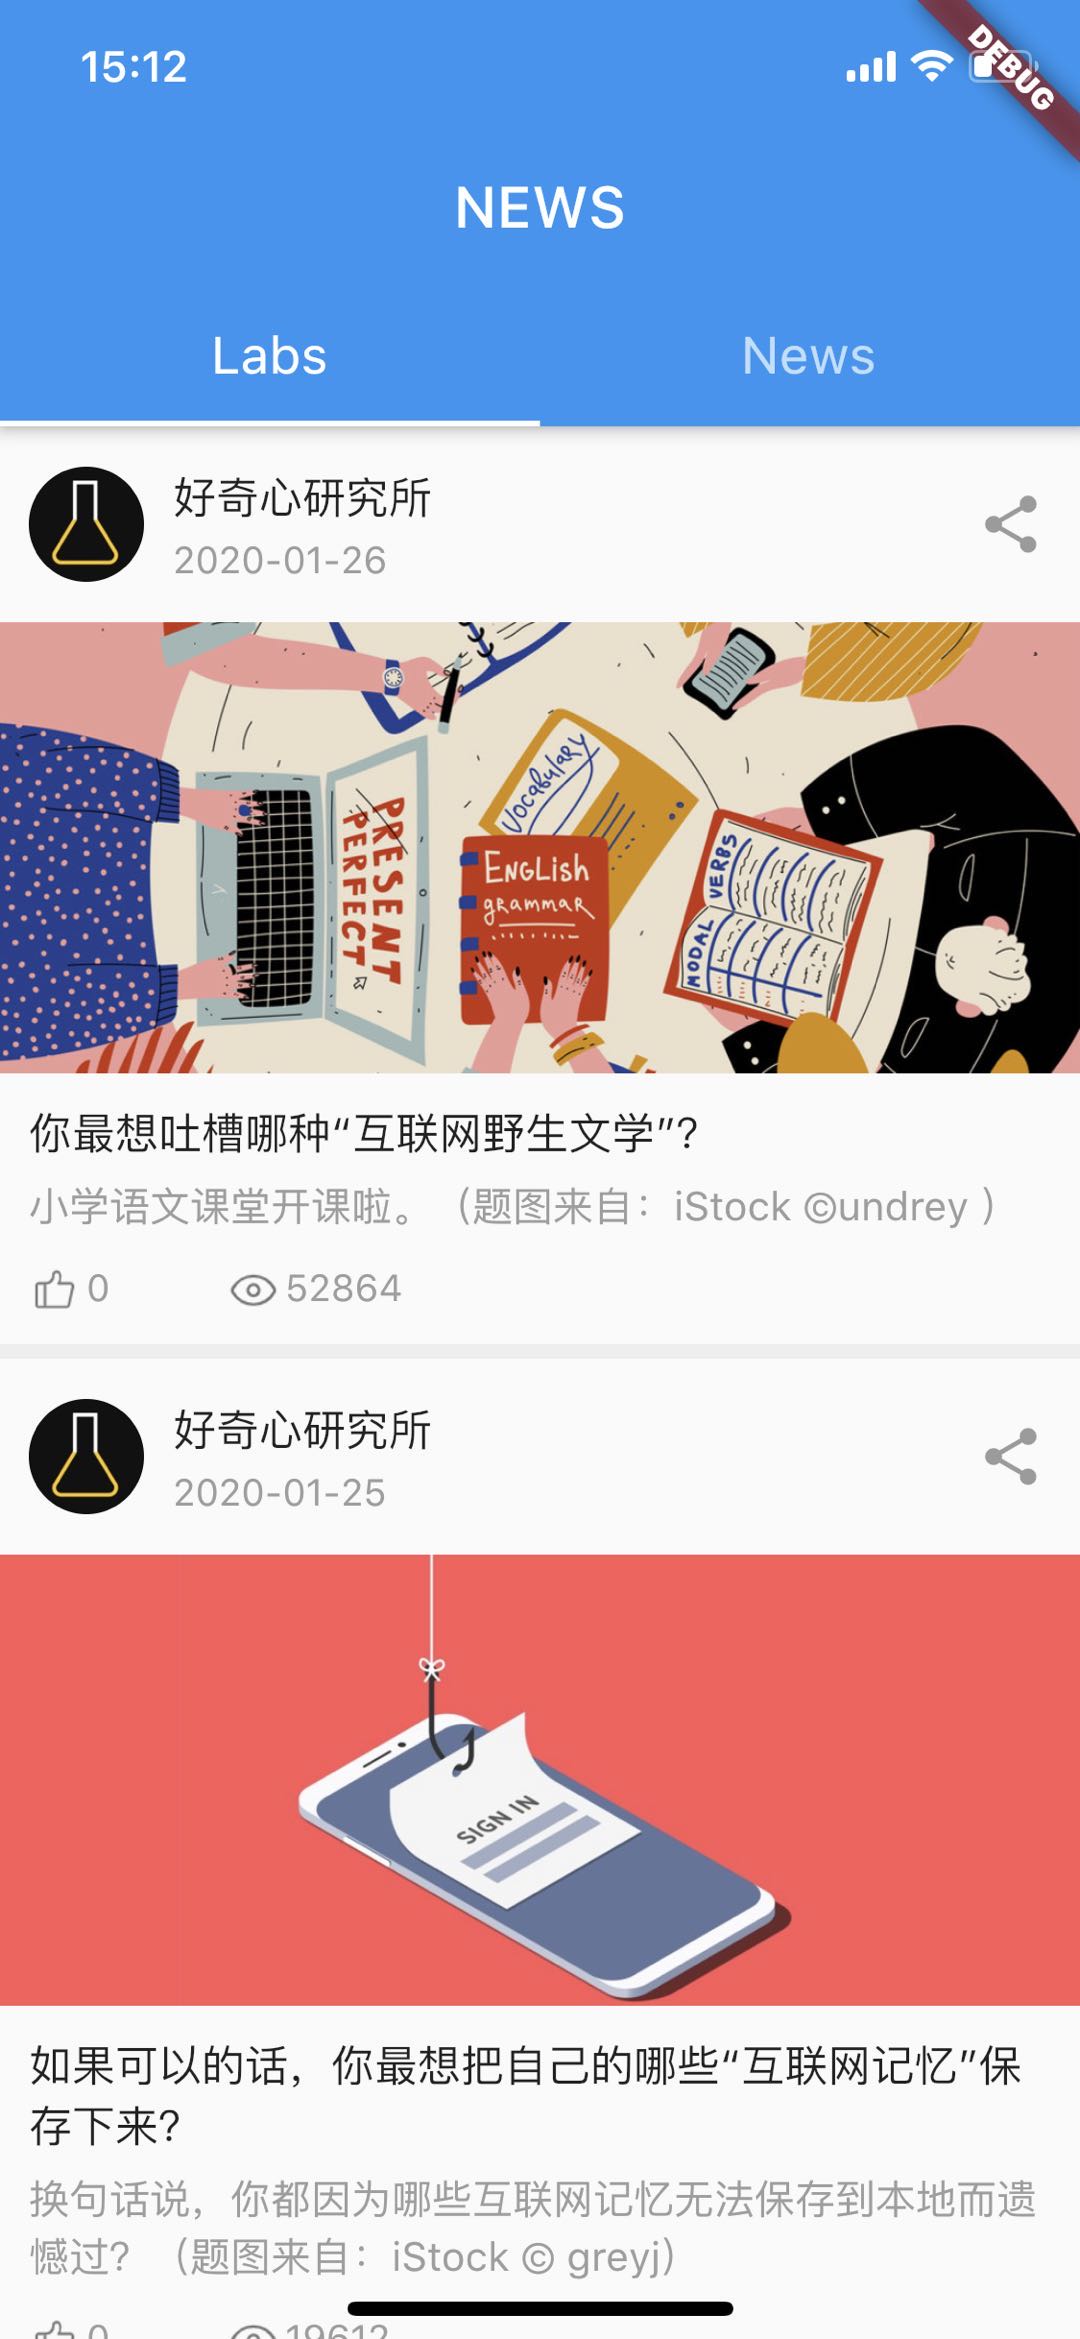 15:12
DEBUG
NEWS
Labs
News
好奇心研究所
2020-01-26
Vocabulary
PRESENT
PERFECT
ENGLish
grammar
MODAL VERBS
你最想吐槽哪种“互联网野生文学”?
小学语文课堂开课啦。（题图来自：iStock ©undrey ）
0
52864
好奇心研究所
2020-01-25
SIGN IN
如果可以的话，你最想把自己的哪些“互联网记忆”保
存下来?
换句话说，你都因为哪些互联网记忆无法保存到本地而遗
憾过？（题图来自：iStock © greyj）
0
19612